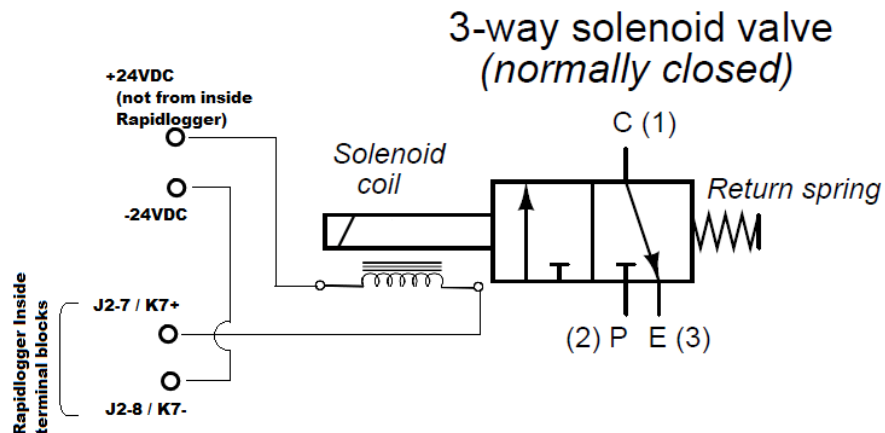 3-way solenoid valve
(normally closed)
+24VDC
(not from inside
Rapidlogger)
C (1)
Solenoid
coil
Return spring
-24VDC
J2-7 / K7+
(2) P E (3)
Rapidlogger Inside
terminal blocks
J2-8 / K7-